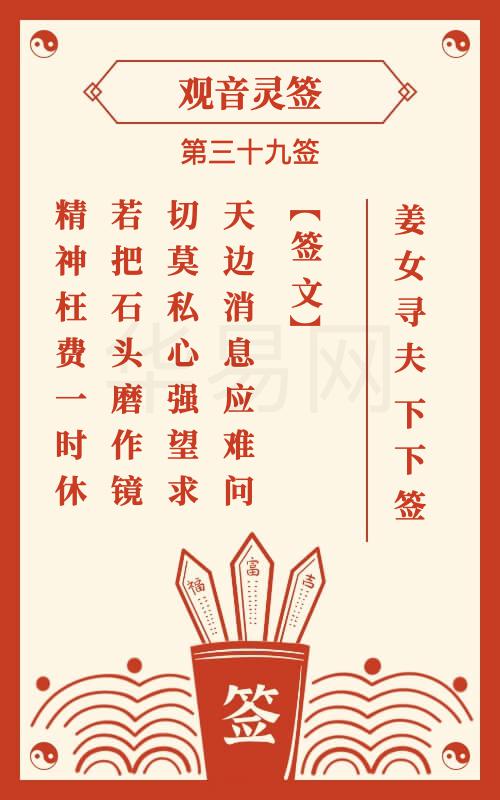 观音灵签
第三十九签
姜女寻夫 下下签
【签文】
天边消息应难问
切莫私心强望求
若把石头磨作镜
精神枉费一时休
华易网
福
富
吉
签